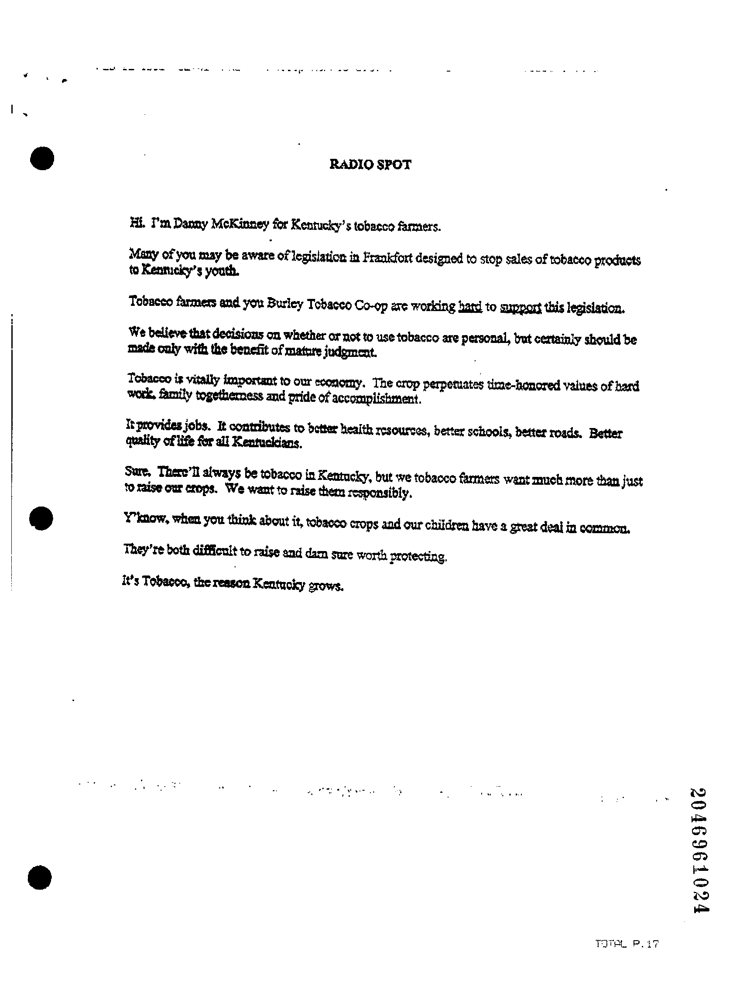 RADIO SPOT
Hi. I'm Danny McKinney for Kentucky's tobacco farmers.
Many of you may be aware of legislation in Frankfort designed to stop sales of tobacco products
to Kentucky's youth.
Tobacco farmers and you Burley Tobacco Co-op are working hard to support this legislation.
We believe that decisions on whether or not to use tobacco are personal, but certainly should be
made only with the benefit of mature judgment.
Tobacco is vitally important to our economy. The crop perpetuates time-honored values of hard
work, family togetherness and pride of accomplishment.
It provides jobs. It contributes to better health resources, better schools, better roads. Better
quality of life for all Kentuckians.
Sure. There'll always be tobacco in Kentucky, but we tobacco farmers want much more than just
to raise our crops. We want to raise them responsibly.
Y'know, when you think about it, tobacco crops and our children have a great deal in common.
They're both difficult to raise and darn sure worth protecting.
It's Tobacco, the reason Kentucky grows.
2046961024
TOTAL P.17